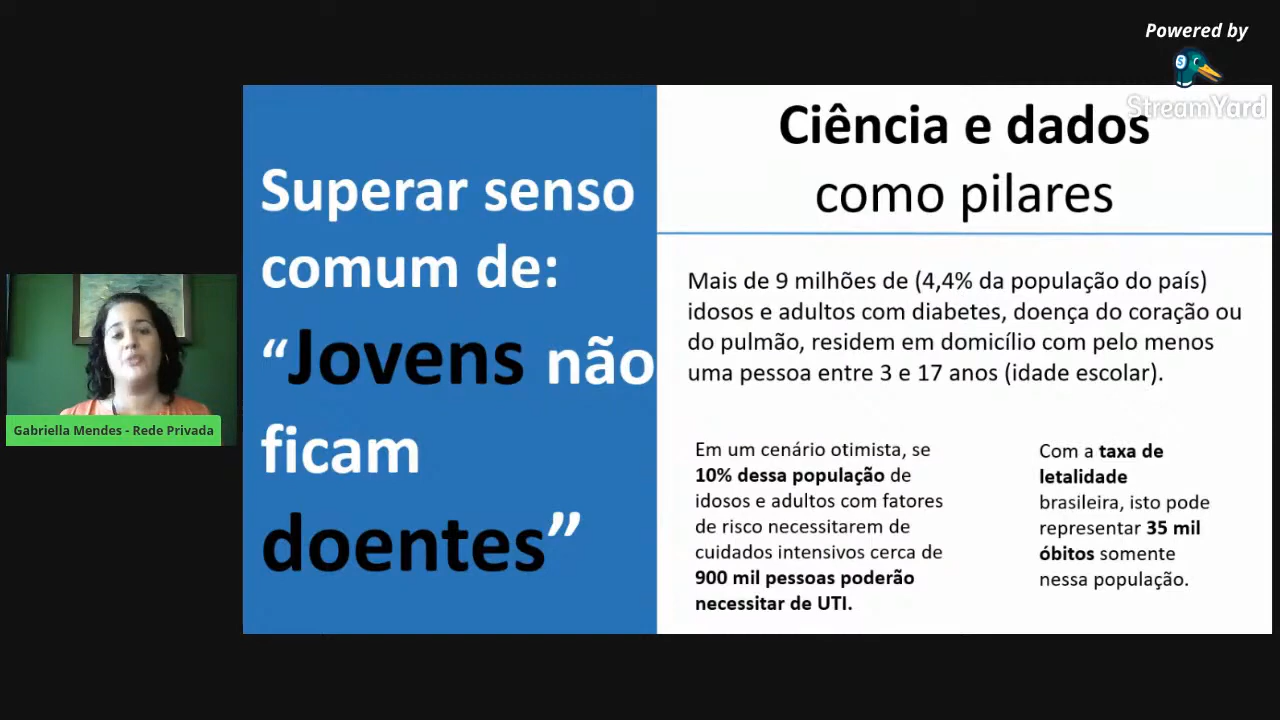 Powered by
StreamYard
Superar senso
comum de:
“Jovens não
ficam
doentes”
Ciência e dados
como pilares
Mais de 9 milhões de (4,4% da população do país)
idosos e adultos com diabetes, doença do coração ou
do pulmão, residem em domicílio com pelo menos
uma pessoa entre 3 e 17 anos (idade escolar).
Em um cenário otimista, se
10% dessa população de
idosos e adultos com fatores
de risco necessitarem de
cuidados intensivos cerca de
900 mil pessoas poderão
necessitar de UTI.
Com a taxa de
letalidade
brasileira, isto pode
representar 35 mil
óbitos somente
nessa população.
Gabriella Mendes - Rede Privada